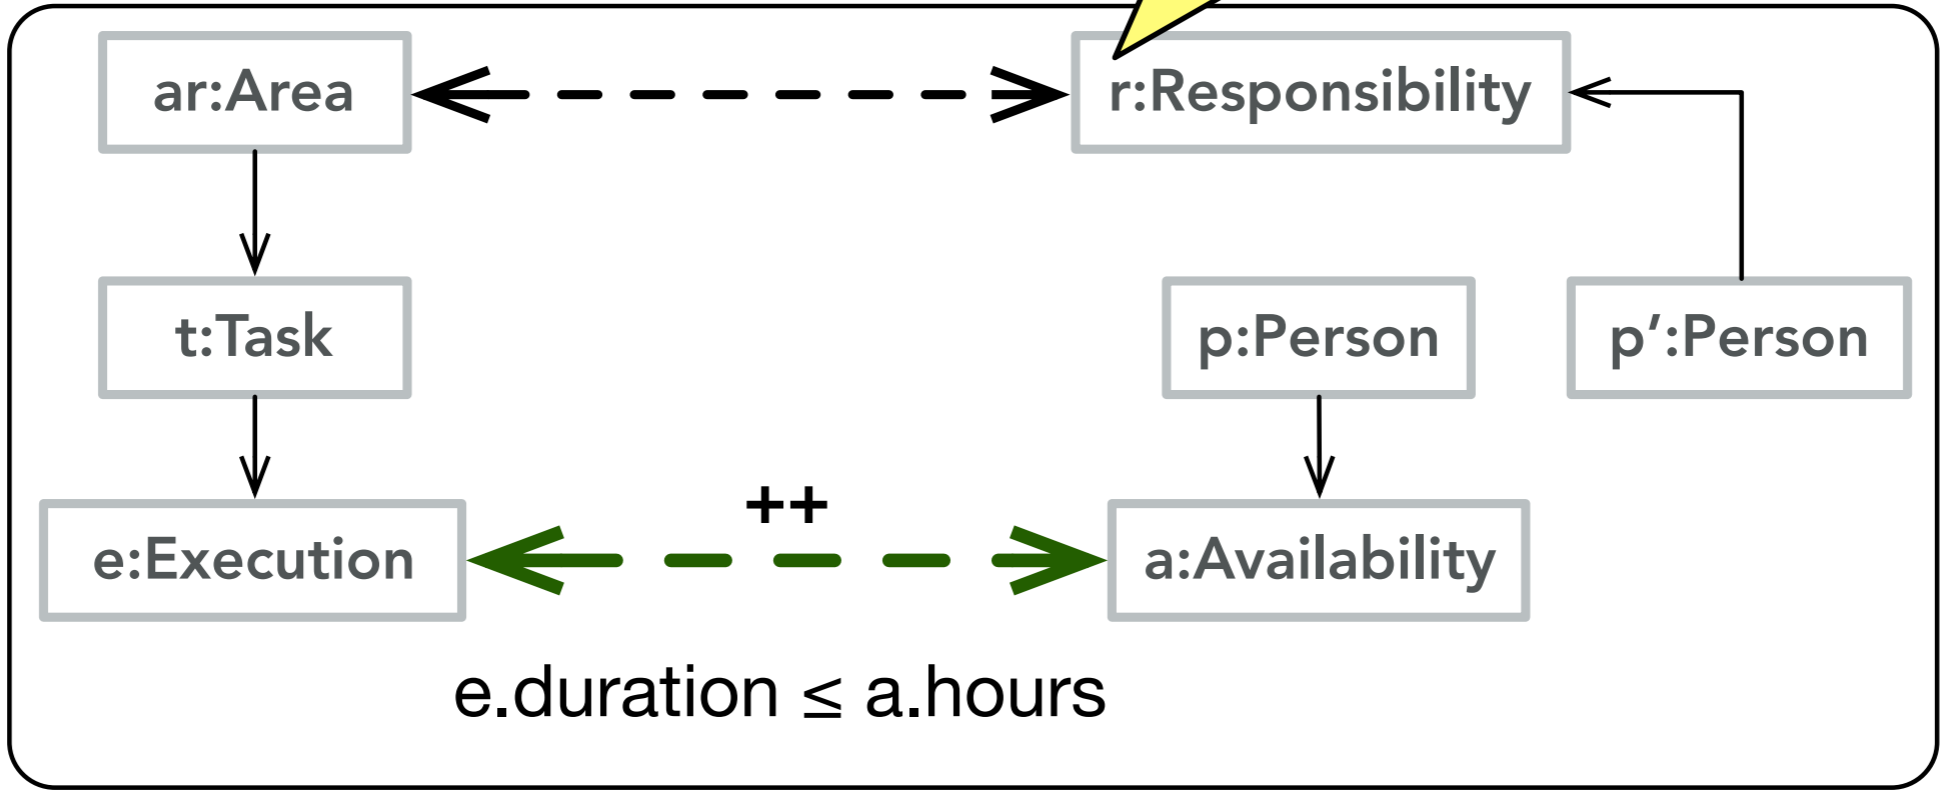 ar:Area
r:Responsibility
t:Task
p:Person
p′:Person
++
e:Execution
a:Availability
e.duration ≤ a.hours